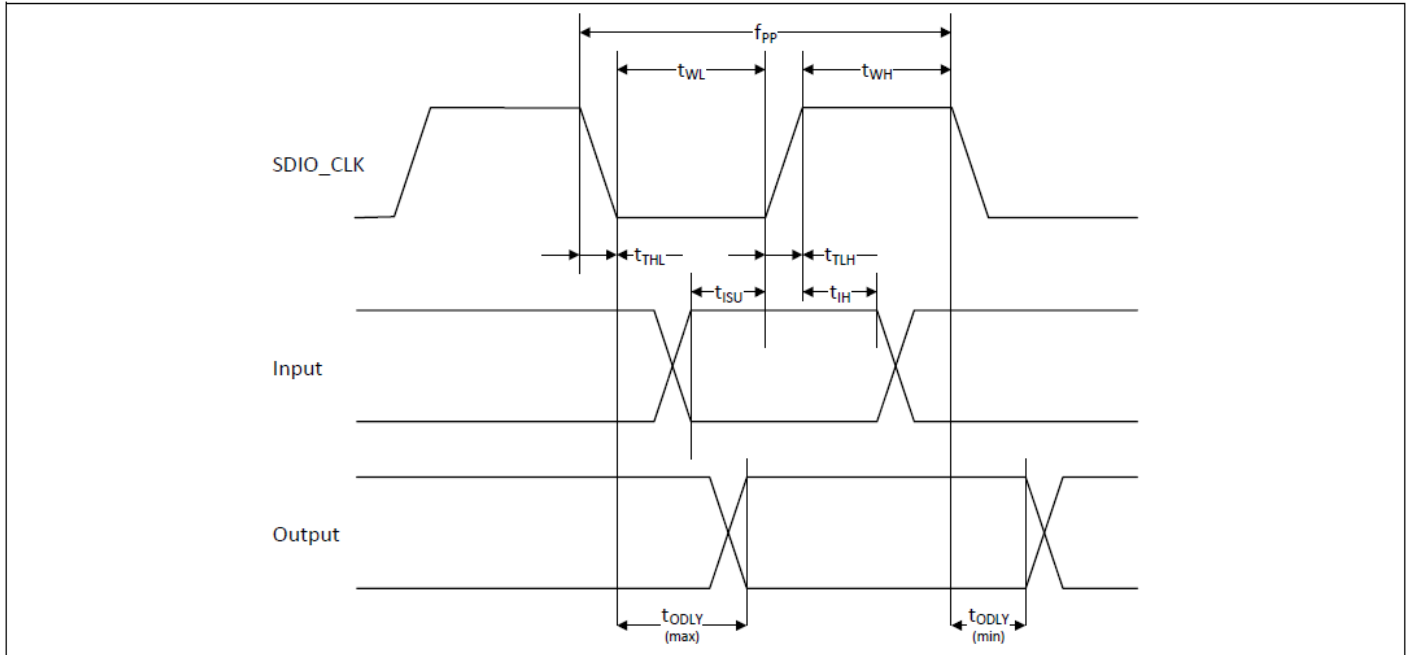 fPP
tWL
tWH
SDIO_CLK
tTHL
tTLH
tISU
tIH
Input
Output
tODLY
(max)
tODLY
(min)